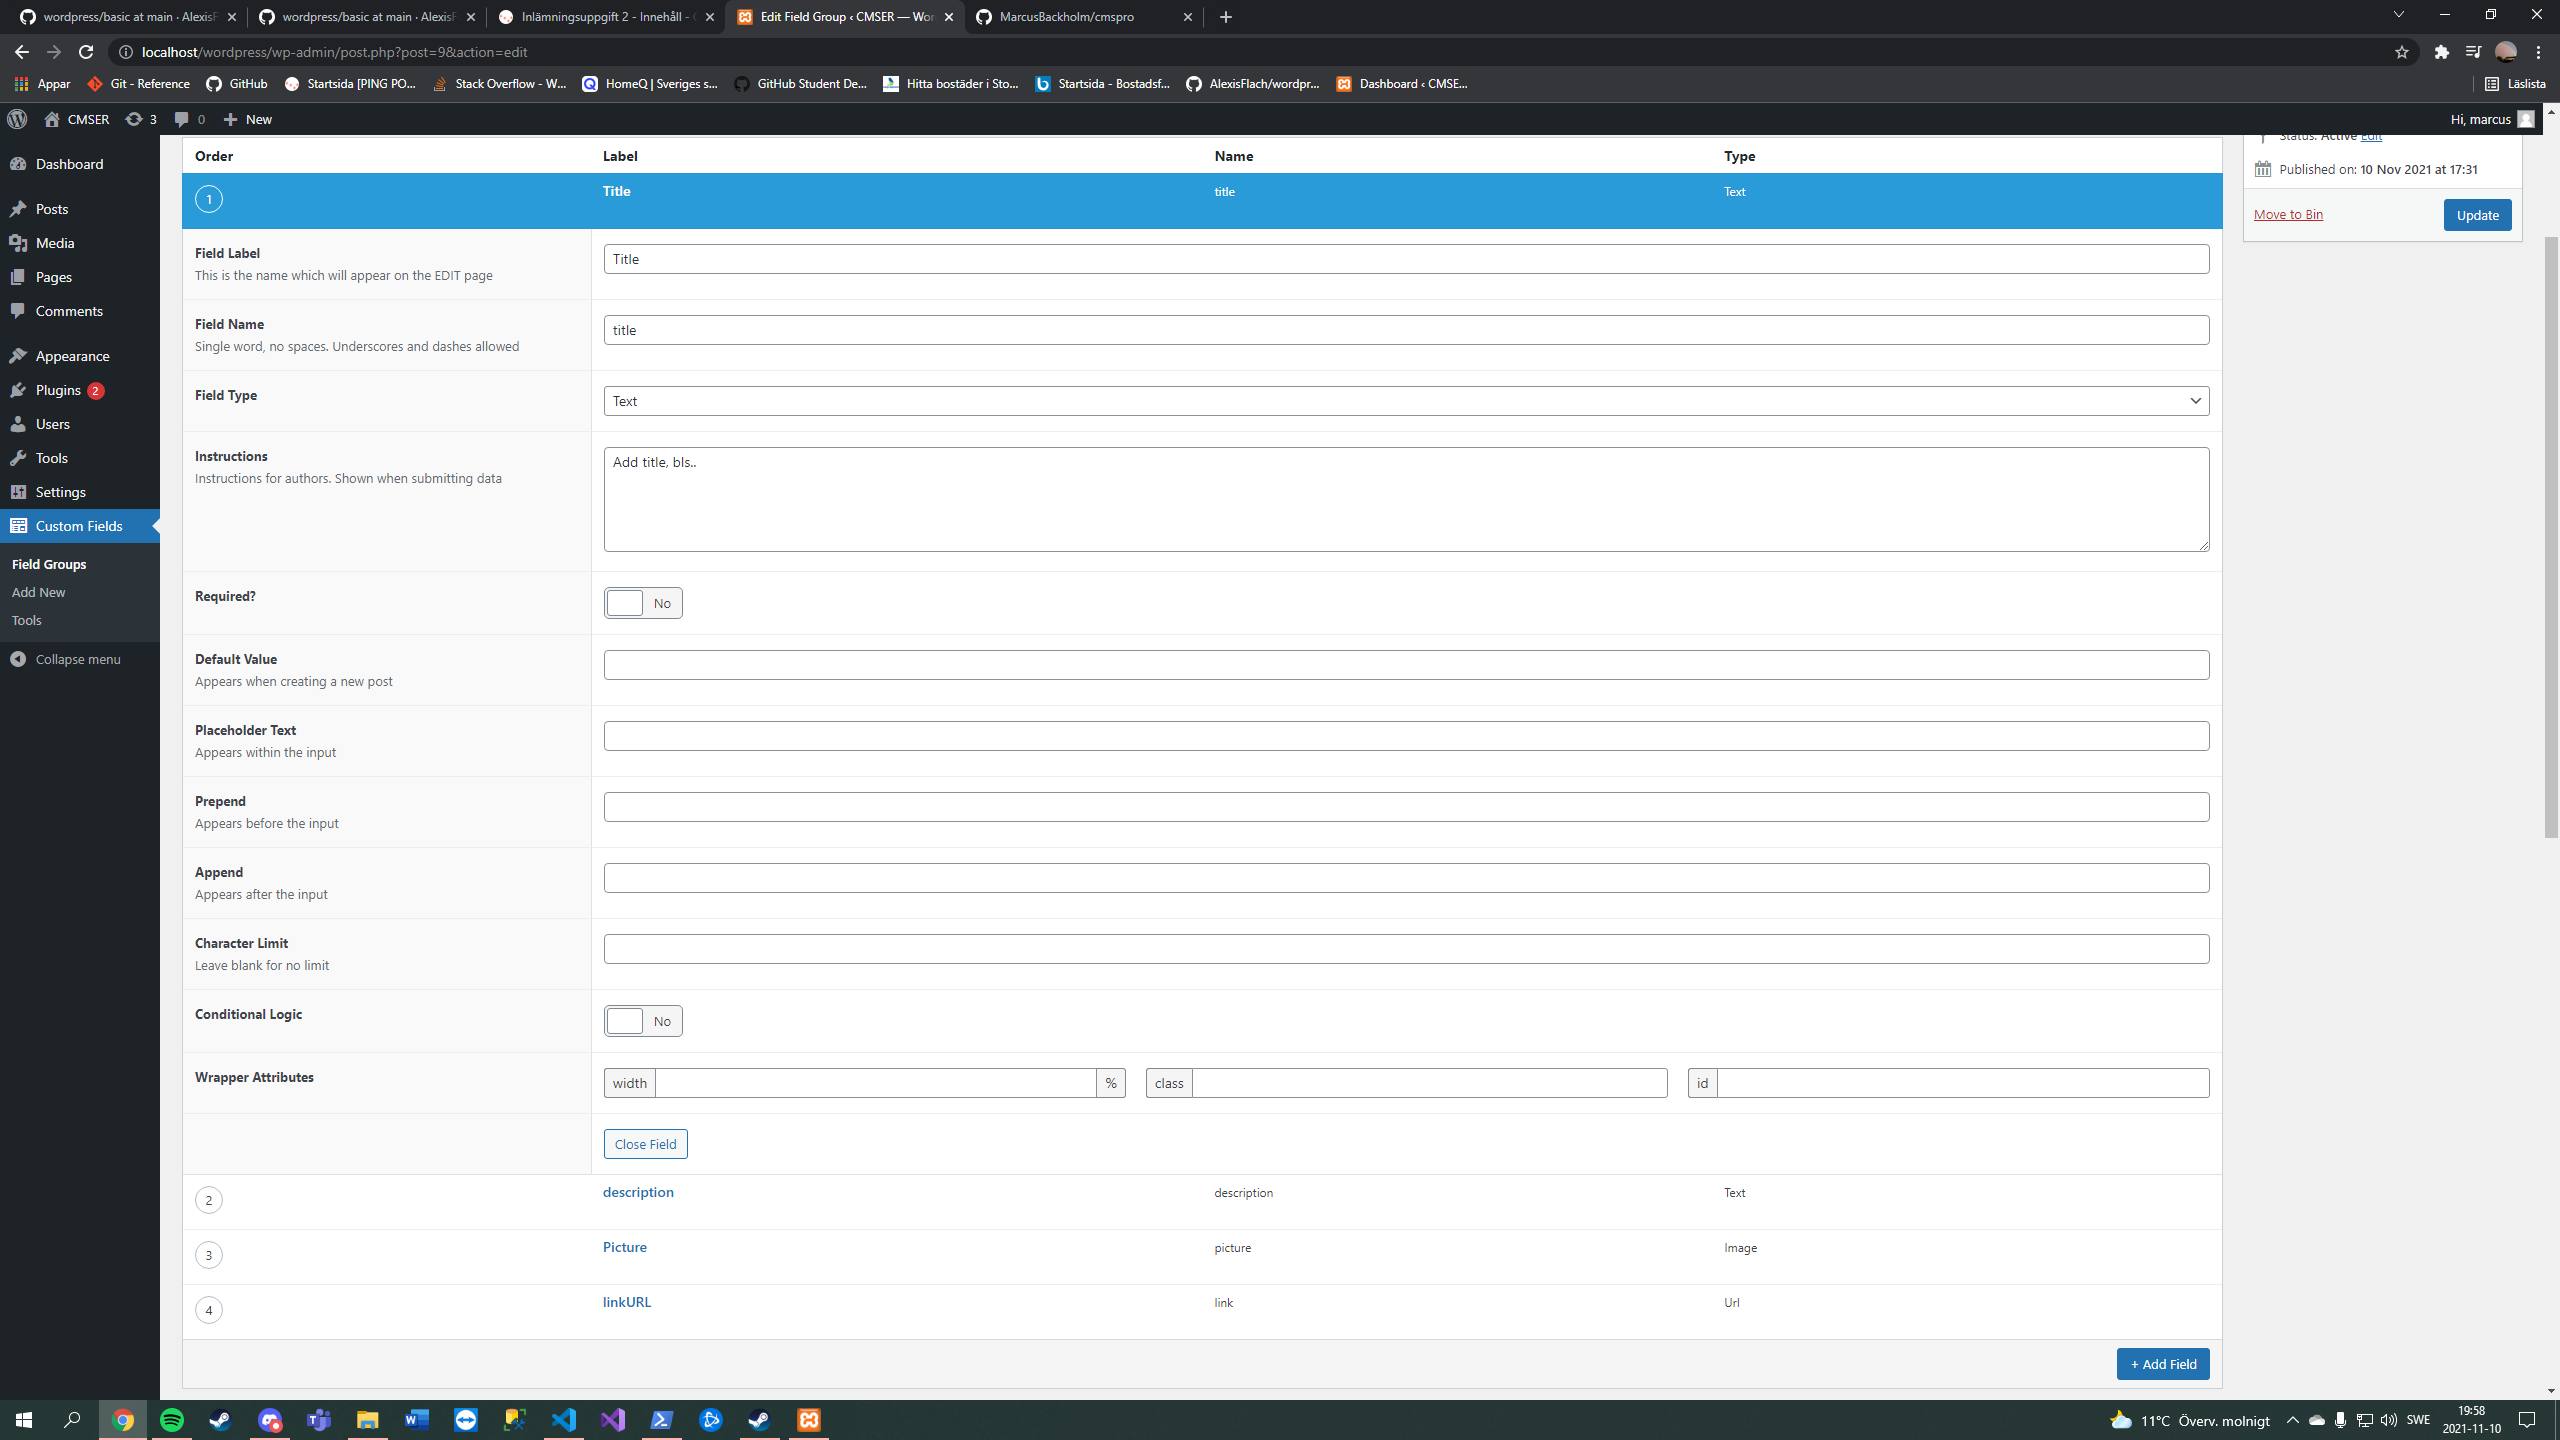 wordpress/basic at main · AlexisF
wordpress/basic at main · AlexisF
Inlämningsuppgift 2 - Innehåll -
Edit Field Group ‹ CMSER — Wor
MarcusBackholm/cmspro
localhost/wordpress/wp-admin/post.php?post=9&action=edit
Appar
Git - Reference
GitHub
Startsida [PING PO...
Stack Overflow - W...
HomeQ | Sveriges s...
GitHub Student De...
Hitta bostäder i Sto...
Startsida - Bostadsf...
AlexisFlach/wordpr...
Dashboard ‹ CMSE...
Läslista
CMSER
3
0
New
Hi, marcus
Dashboard
Posts
Media
Pages
Comments
Appearance
Plugins 2
Users
Tools
Settings
Custom Fields
Field Groups
Add New
Tools
Collapse menu
Order Label Name Type
1 Title title Text
Field Label
This is the name which will appear on the EDIT page
Title
Field Name
Single word, no spaces. Underscores and dashes allowed
title
Field Type
Text
Instructions
Instructions for authors. Shown when submitting data
Add title, bls..
Required?
No
Default Value
Appears when creating a new post
Placeholder Text
Appears within the input
Prepend
Appears before the input
Append
Appears after the input
Character Limit
Leave blank for no limit
Conditional Logic
No
Wrapper Attributes
width % class id
Close Field
2 description description Text
3 Picture picture Image
4 linkURL link Url
+ Add Field
Status: Active Edit
Published on: 10 Nov 2021 at 17:31
Move to Bin
Update
11°C Överv. molnigt
SWE
19:58
2021-11-10